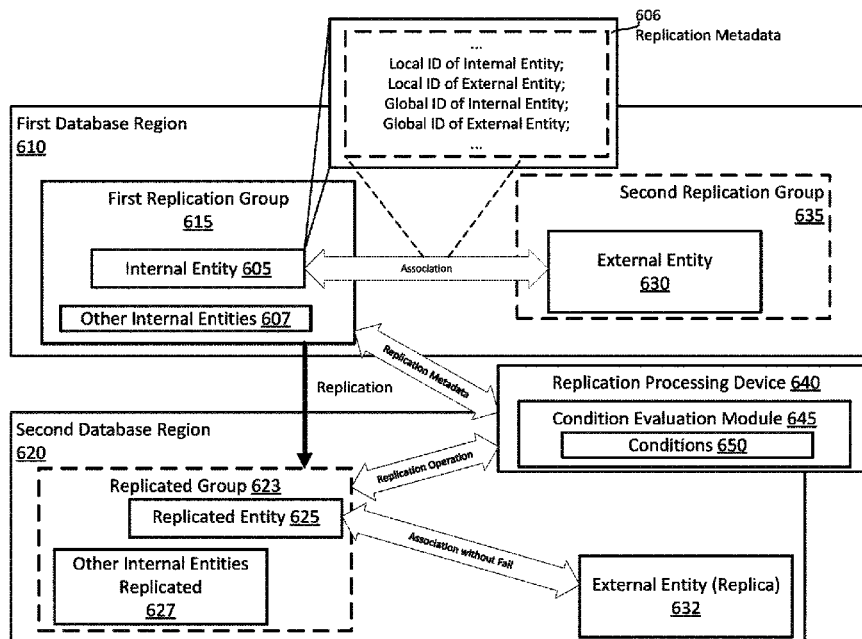 606
Replication Metadata
...
Local ID of Internal Entity;
Local ID of External Entity;
Global ID of Internal Entity;
Global ID of External Entity;
...
First Database Region
610
First Replication Group
615
Second Replication Group
635
Internal Entity 605
Association
External Entity
630
Other Internal Entities 607
Replication Metadata
Replication
Replication Processing Device 640
Condition Evaluation Module 645
Conditions 650
Second Database Region
620
Replication Operation
Replicated Group 623
Replicated Entity 625
Association without Fail
Other Internal Entities
Replicated
627
External Entity (Replica)
632